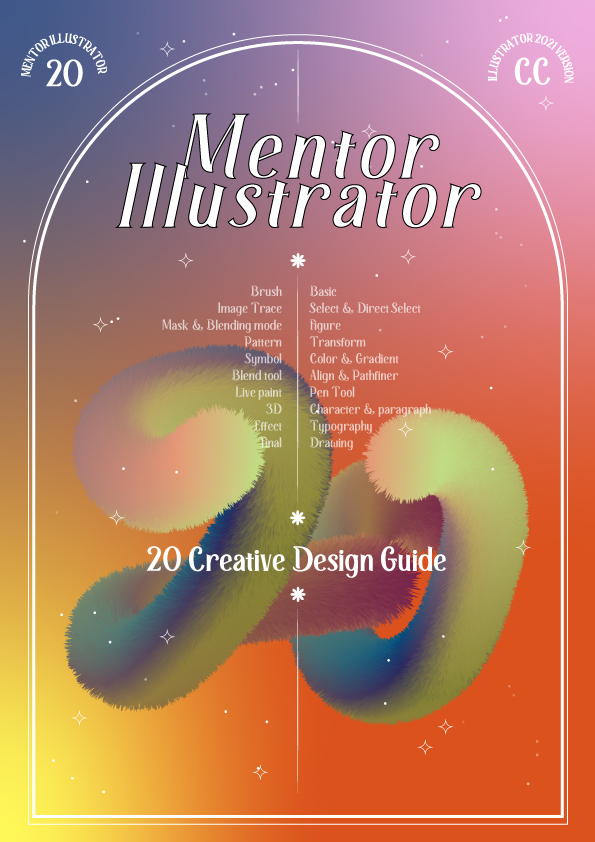 MENTOR ILLUSTRATOR
20
ILLUSTRATOR 2021 VERSION
CC
Mentor
Illustrator
Brush
Image Trace
Mask &, Blending mode
Pattern
Symbol
Blend tool
Live paint
3D
Effect
final
Basic
Select &, Direct Select
figure
Transform
Color &, Gradient
Align &, Pathfiner
Pen Tool
Character &, paragraph
Typography
Drawing
20 Creative Design Guide